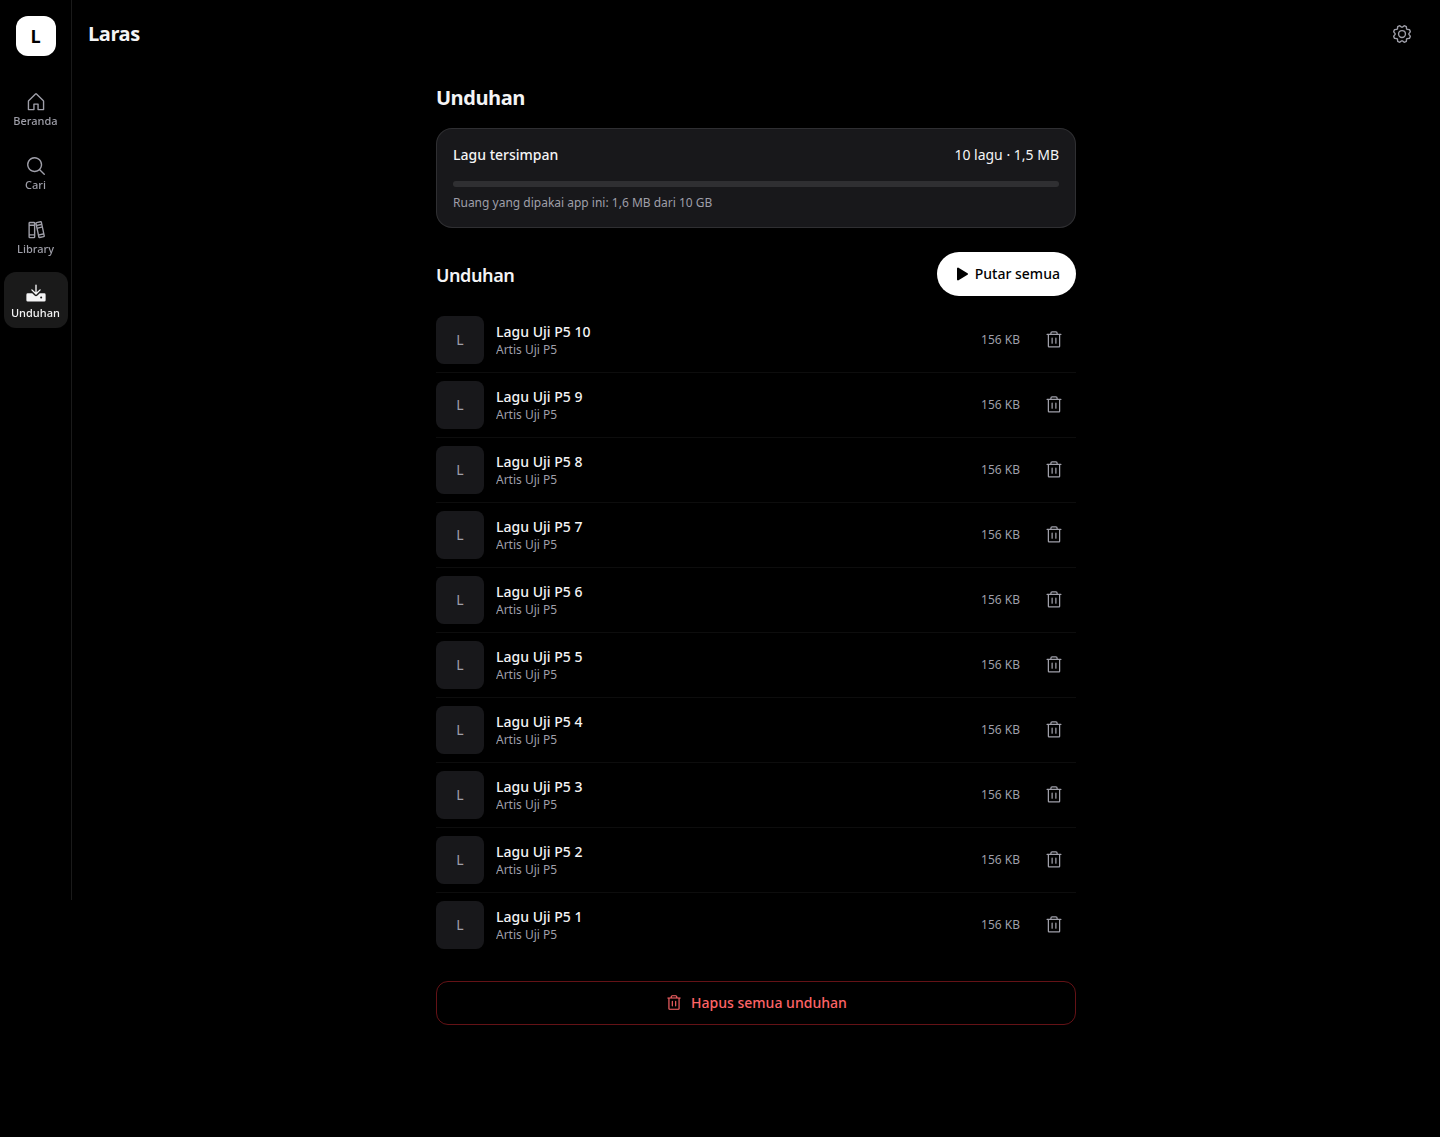 L
Laras
Beranda
Cari
Library
Unduhan
Unduhan
Lagu tersimpan
10 lagu · 1,5 MB
Ruang yang dipakai app ini: 1,6 MB dari 10 GB
Unduhan
Putar semua
L
Lagu Uji P5 10
Artis Uji P5
156 KB
L
Lagu Uji P5 9
Artis Uji P5
156 KB
L
Lagu Uji P5 8
Artis Uji P5
156 KB
L
Lagu Uji P5 7
Artis Uji P5
156 KB
L
Lagu Uji P5 6
Artis Uji P5
156 KB
L
Lagu Uji P5 5
Artis Uji P5
156 KB
L
Lagu Uji P5 4
Artis Uji P5
156 KB
L
Lagu Uji P5 3
Artis Uji P5
156 KB
L
Lagu Uji P5 2
Artis Uji P5
156 KB
L
Lagu Uji P5 1
Artis Uji P5
156 KB
Hapus semua unduhan